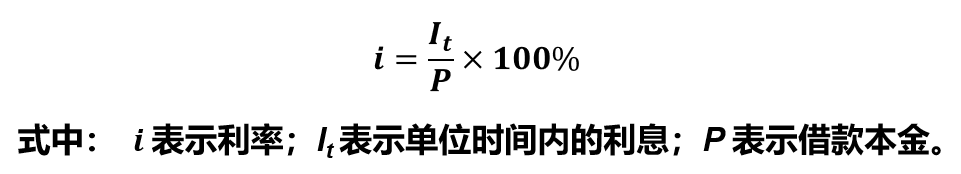 i = I_t / P × 100%
式中： i 表示利率；I_t 表示单位时间内的利息；P 表示借款本金。